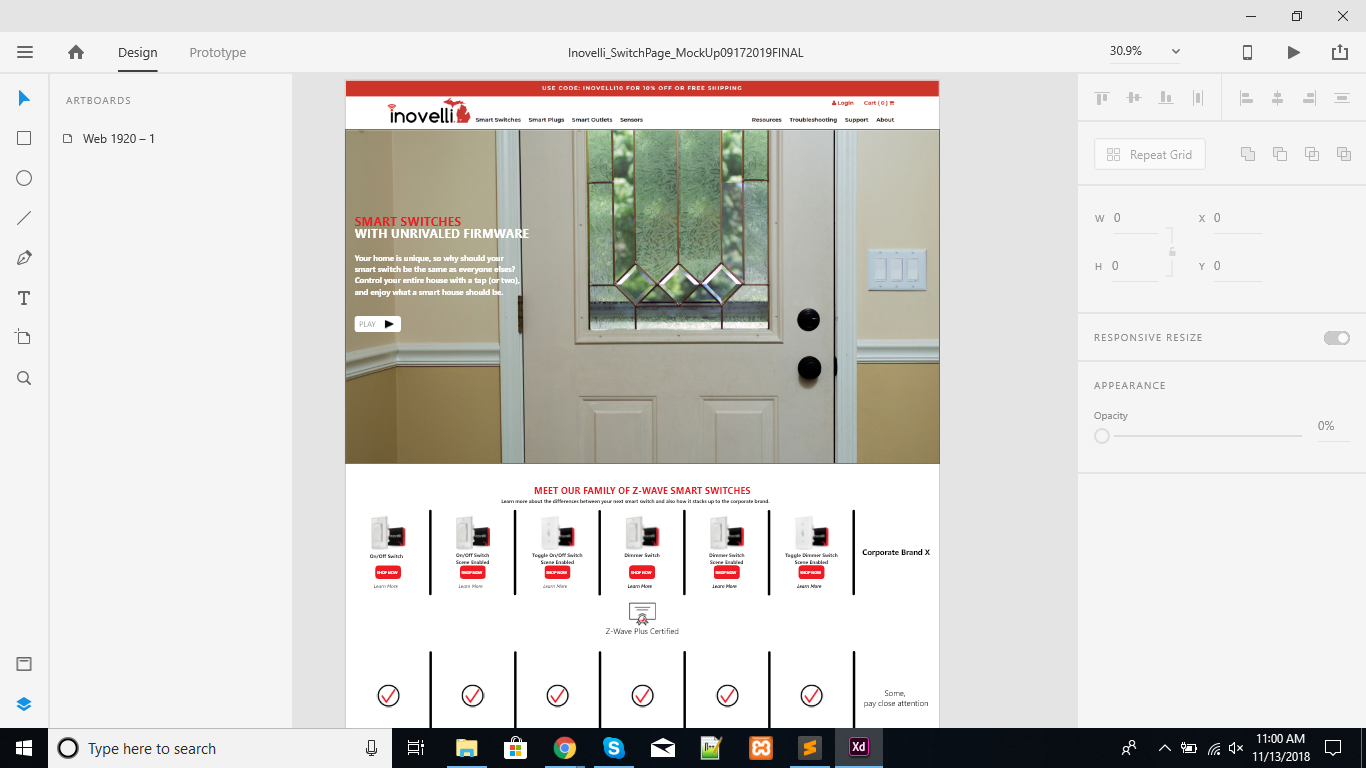 Design
Prototype
Inovelli_SwitchPage_MockUp09172019FINAL
30.9%
ARTBOARDS
Web 1920 – 1
USE CODE: INOVELLI10 FOR 10% OFF OR FREE SHIPPING
Login
Cart ( 0 )
inovelli
Smart Switches
Smart Plugs
Smart Outlets
Sensors
Resources
Troubleshooting
Support
About
SMART SWITCHES
WITH UNRIVALED FIRMWARE
Your home is unique, so why should your
smart switch be the same as everyone elses?
Control your entire house with a tap (or two),
and enjoy what a smart house should be.
PLAY
MEET OUR FAMILY OF Z-WAVE SMART SWITCHES
Learn more about the differences between your next smart switch and also how it stacks up to the corporate brand.
On/Off Switch
SHOP NOW
Learn More
On/Off Switch
Scene Enabled
SHOP NOW
Learn More
Toggle On/Off Switch
Scene Enabled
SHOP NOW
Learn More
Dimmer Switch
SHOP NOW
Learn More
Dimmer Switch
Scene Enabled
SHOP NOW
Learn More
Toggle Dimmer Switch
Scene Enabled
SHOP NOW
Learn More
Corporate Brand X
Z-Wave Plus Certified
Some,
pay close attention
Repeat Grid
W 0
X 0
H 0
Y 0
RESPONSIVE RESIZE
APPEARANCE
Opacity
0%
Type here to search
Xd
11:00 AM
11/13/2018